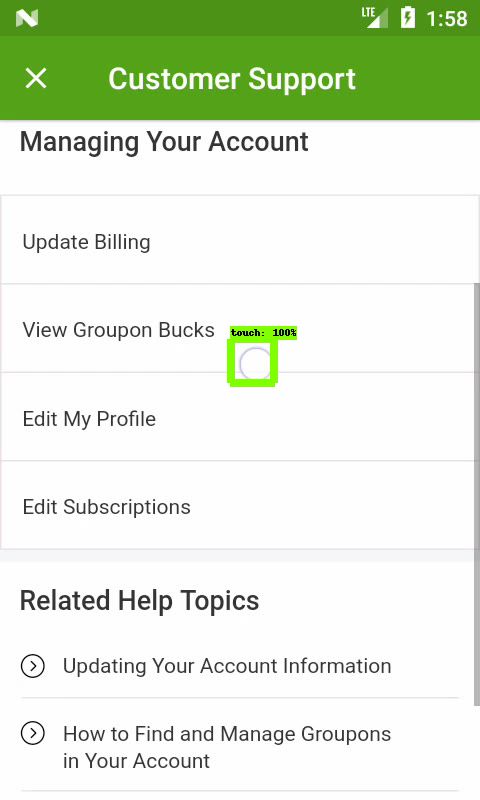 LTE 1:58
Customer Support
Managing Your Account
Update Billing
View Groupon Bucks
touch: 100%
Edit My Profile
Edit Subscriptions
Related Help Topics
Updating Your Account Information
How to Find and Manage Groupons
in Your Account